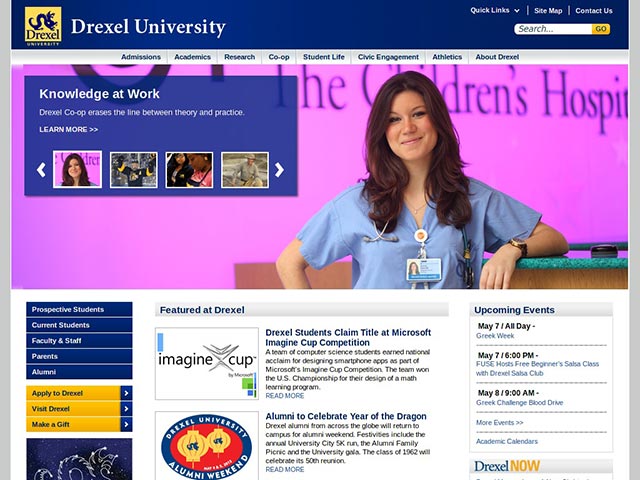 Drexel
UNIVERSITY
Drexel University
Quick Links
Site Map
Contact Us
Search...
GO
Admissions
Academics
Research
Co-op
Student Life
Civic Engagement
Athletics
About Drexel
The Children's Hospit
Knowledge at Work
Drexel Co-op erases the line between theory and practice.
LEARN MORE >>
Prospective Students
Current Students
Faculty & Staff
Parents
Alumni
Apply to Drexel
Visit Drexel
Make a Gift
Featured at Drexel
imagine cup
by Microsoft
Drexel Students Claim Title at Microsoft
Imagine Cup Competition
A team of computer science students earned national
acclaim for designing smartphone apps as part of
Microsoft's Imagine Cup Competition. The team won
the U.S. Championship for their design of a math
learning program.
READ MORE
DREXEL UNIVERSITY
ALUMNI WEEKEND
Alumni to Celebrate Year of the Dragon
Drexel alumni from across the globe will return to
campus for alumni weekend. Festivities include the
annual University City 5K run, the Alumni Family
Picnic and the University gala. The class of 1962 will
celebrate its 50th reunion.
READ MORE
Upcoming Events
May 7 / All Day -
Greek Week
May 7 / 6:00 PM -
FUSE Hosts Free Beginner's Salsa Class
with Drexel Salsa Club
May 8 / 9:00 AM -
Greek Challenge Blood Drive
More Events >>
Academic Calendars
Drexel NOW